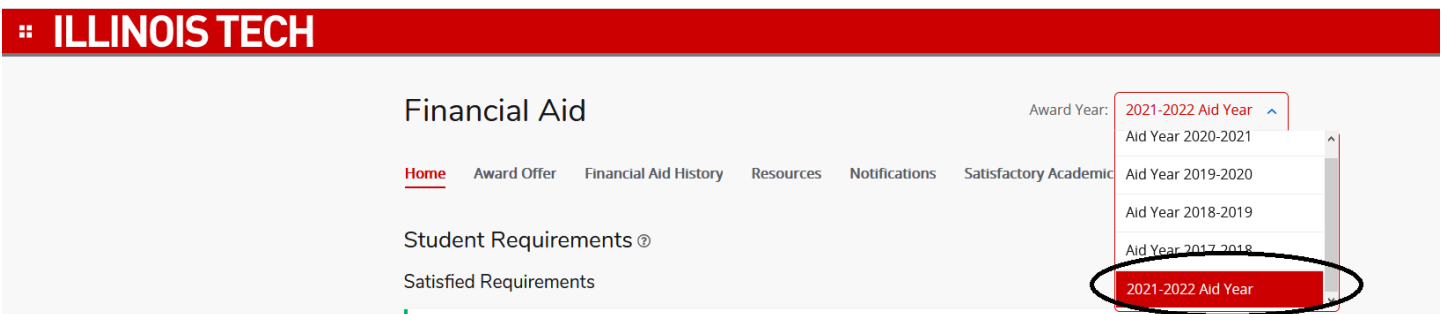 ILLINOIS TECH
Financial Aid
Award Year: 2021-2022 Aid Year
Home Award Offer Financial Aid History Resources Notifications Satisfactory Academic
Aid Year 2020-2021
Aid Year 2019-2020
Aid Year 2018-2019
Aid Year 2017-2018
2021-2022 Aid Year
Student Requirements
Satisfied Requirements